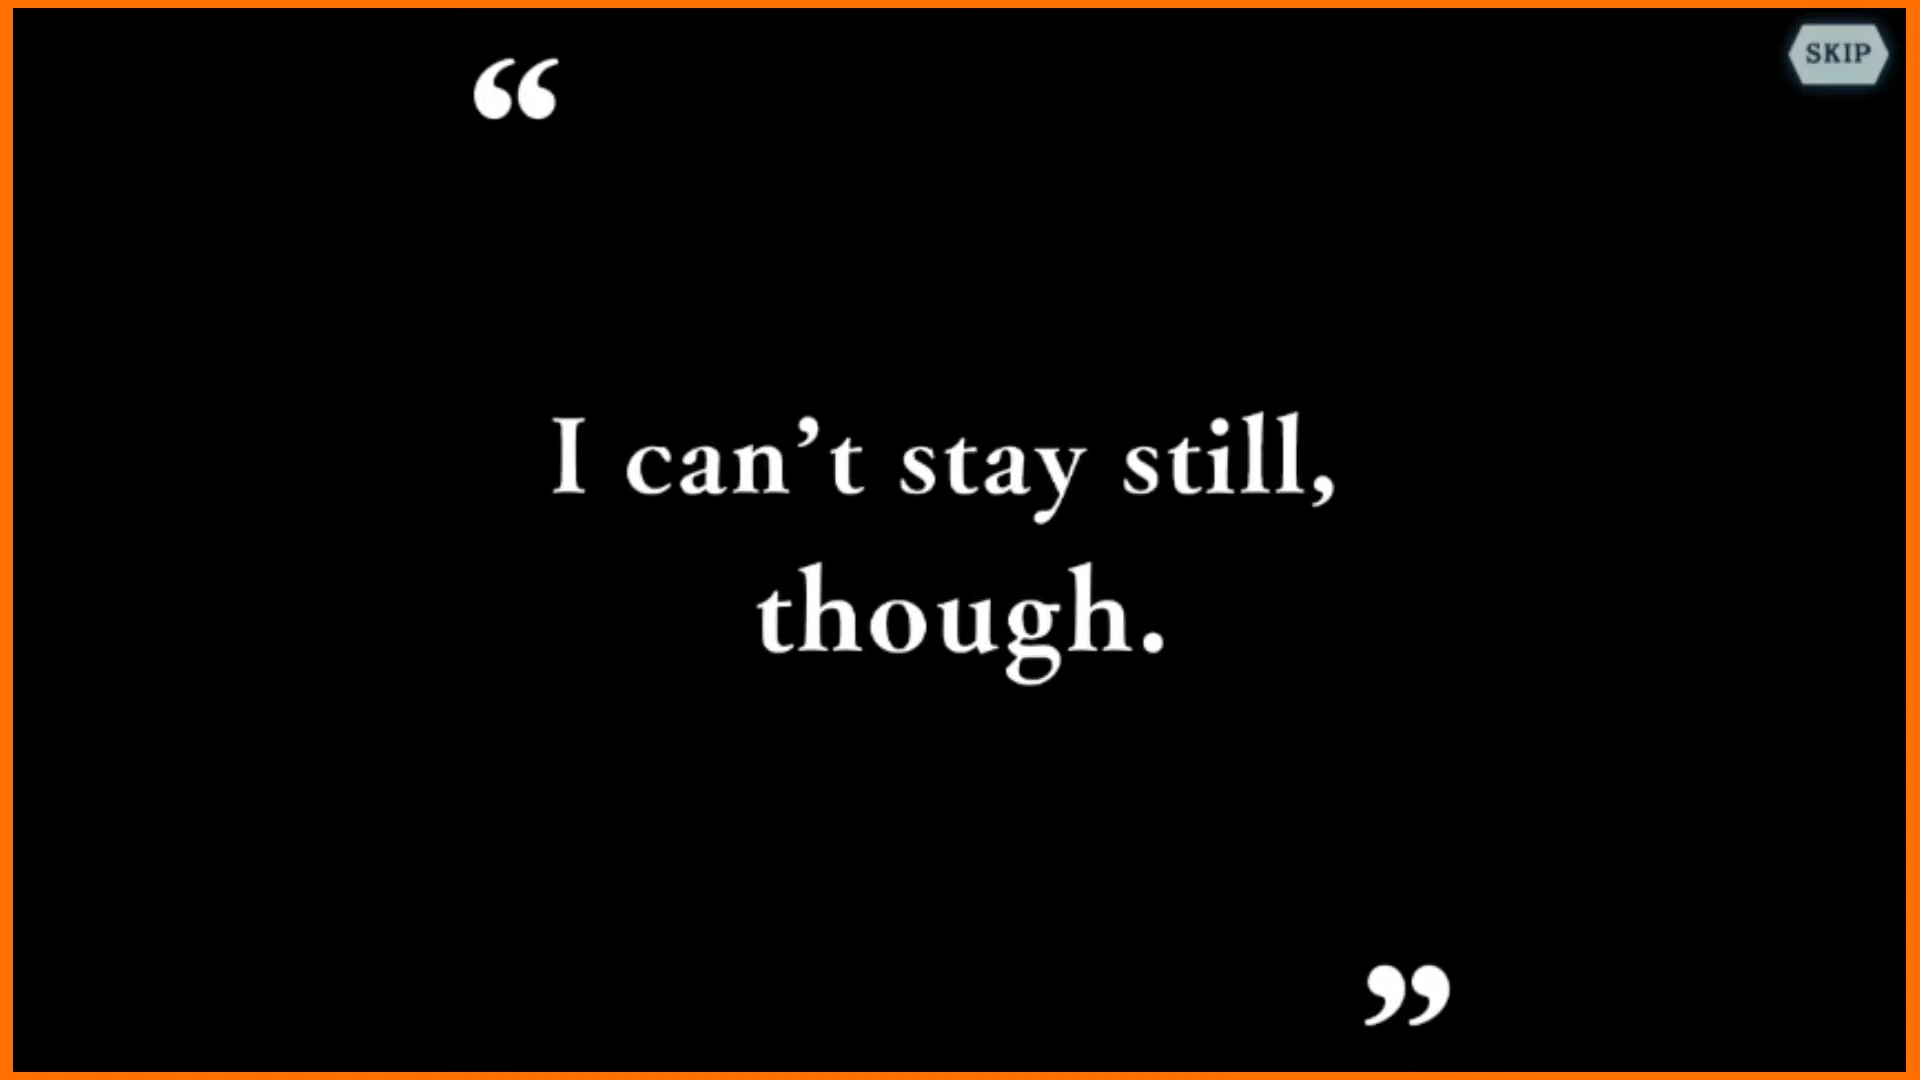 SKIP
“
I can’t stay still,
though.
”